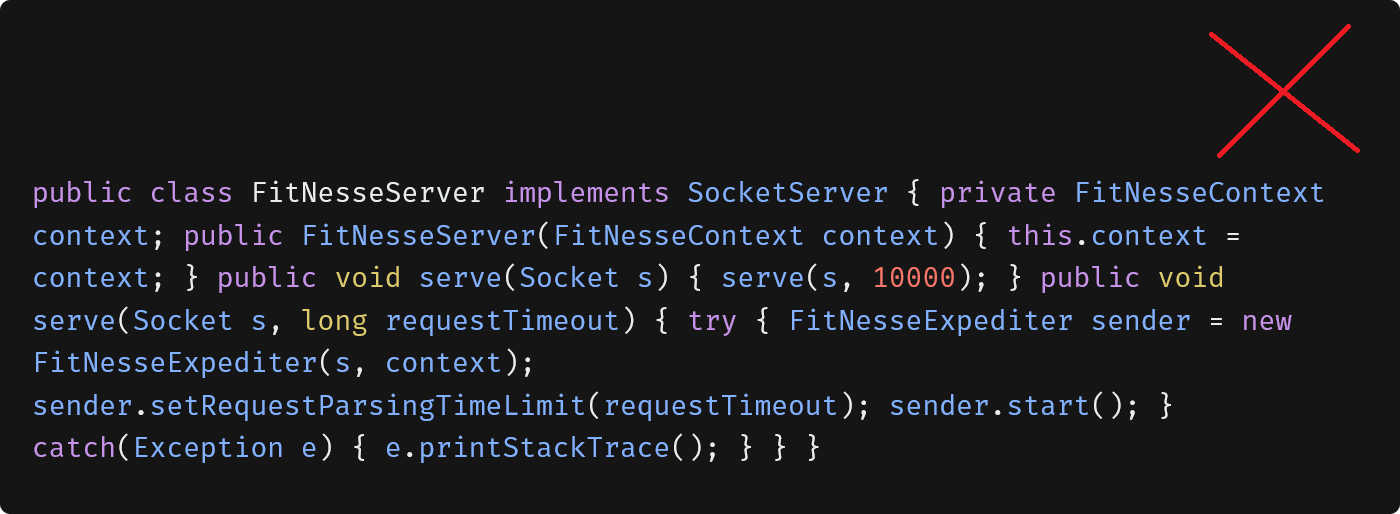 public class FitNesseServer implements SocketServer { private FitNesseContext
context; public FitNesseServer(FitNesseContext context) { this.context =
context; } public void serve(Socket s) { serve(s, 10000); } public void
serve(Socket s, long requestTimeout) { try { FitNesseExpediter sender = new
FitNesseExpediter(s, context);
sender.setRequestParsingTimeLimit(requestTimeout); sender.start(); }
catch(Exception e) { e.printStackTrace(); } } }